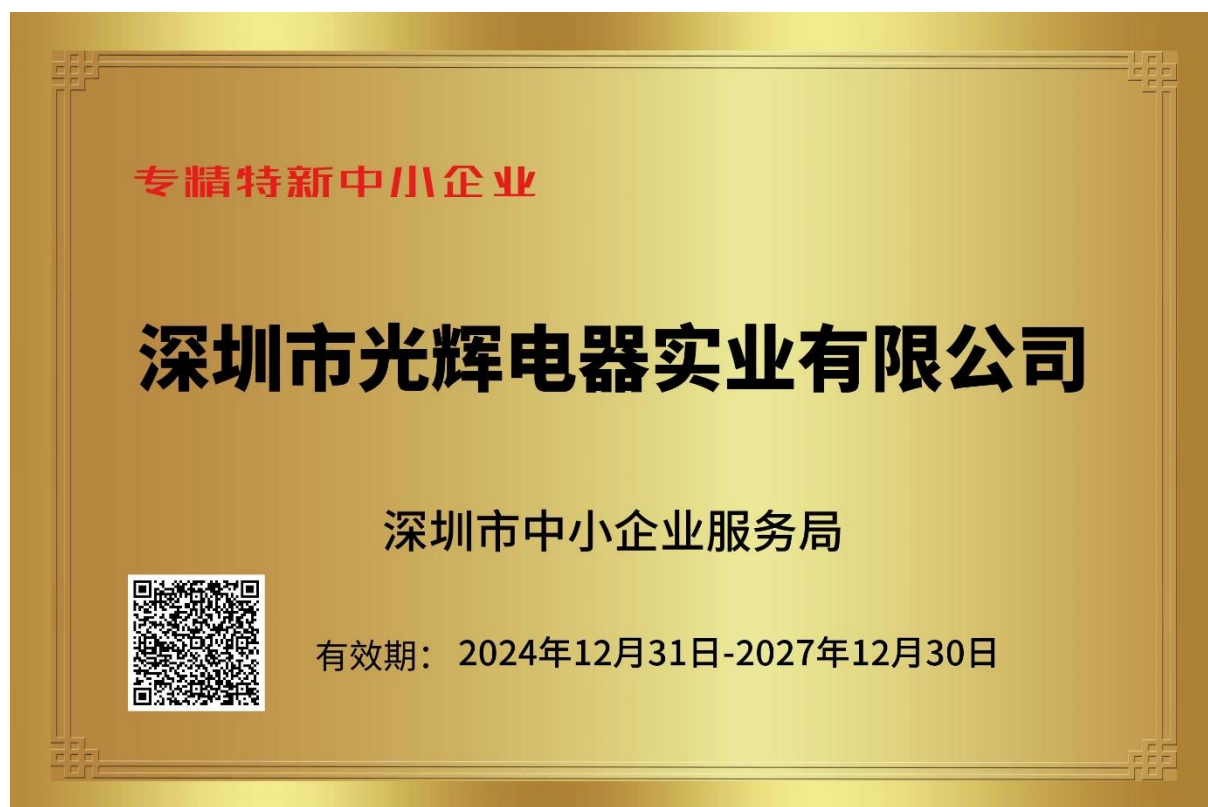 专精特新中小企业
深圳市光辉电器实业有限公司
深圳市中小企业服务局
有效期： 2024年12月31日-2027年12月30日